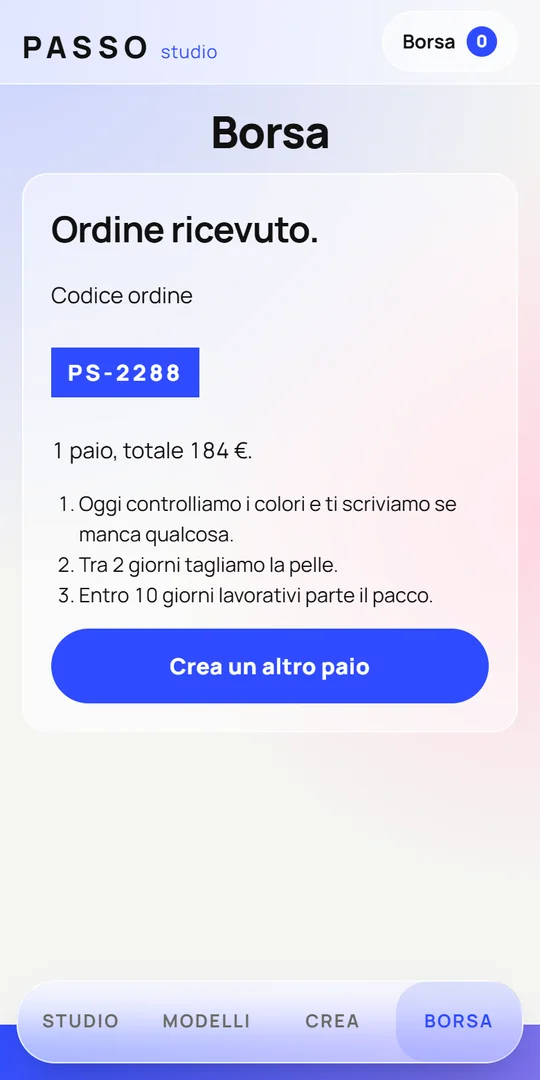 PASSO studio
Borsa 0
Borsa
Ordine ricevuto.
Codice ordine
PS-2288
1 paio, totale 184 €.
1. Oggi controlliamo i colori e ti scriviamo se
manca qualcosa.
2. Tra 2 giorni tagliamo la pelle.
3. Entro 10 giorni lavorativi parte il pacco.
Crea un altro paio
STUDIO MODELLI CREA BORSA